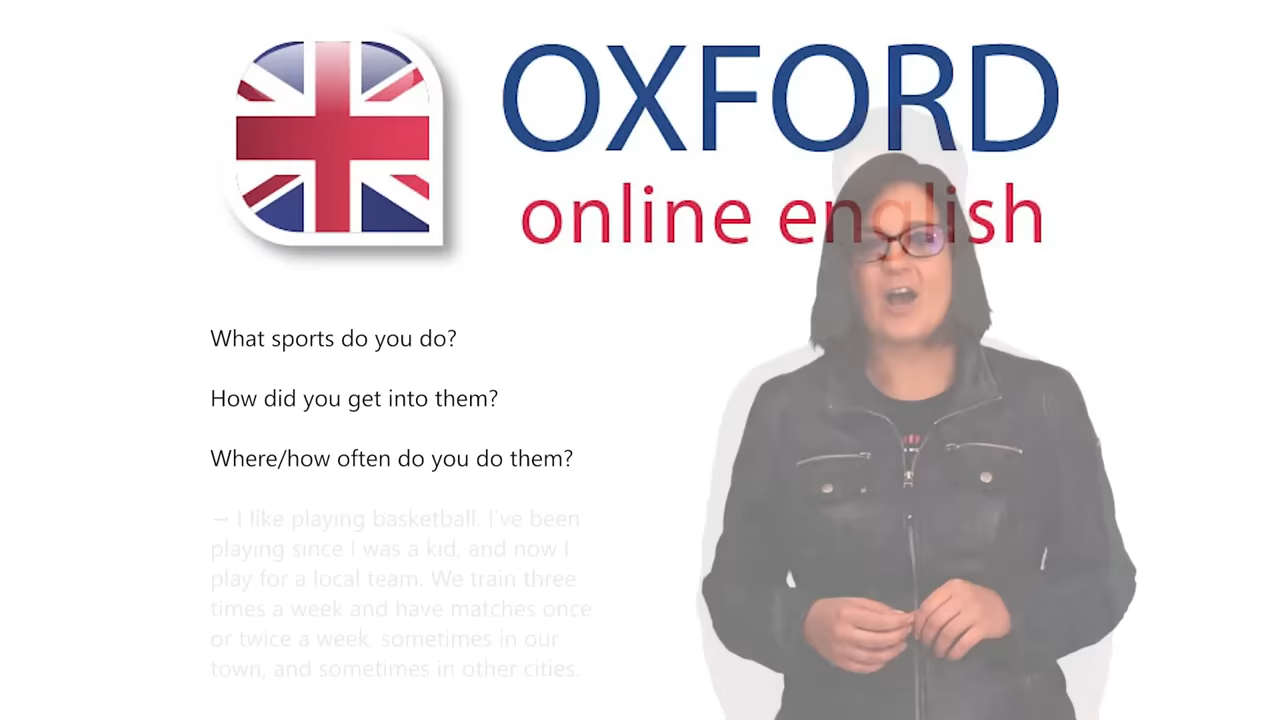 OXFORD
online english
What sports do you do?
How did you get into them?
Where/how often do you do them?
→ I like playing basketball. I've been
playing since I was a kid, and now I
play for a local team. We train three
times a week and have matches once
or twice a week, sometimes in our
town, and sometimes in other cities.